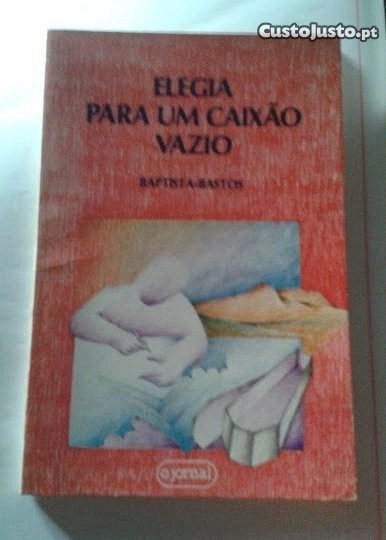 CustoJusto.pt
ELEGIA
PARA UM CAIXÃO
VAZIO
BAPTISTA-BASTOS
o jornal